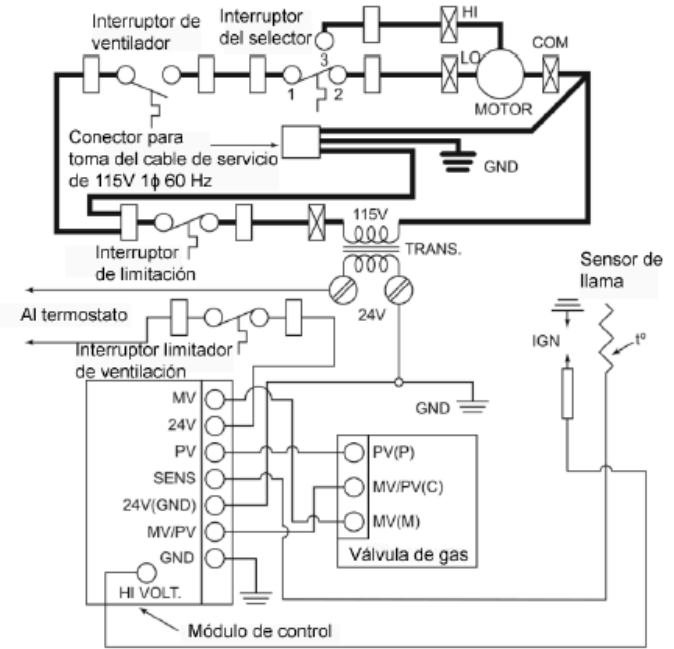 Interruptor de
ventilador
Interruptor
del selector
HI
3
1
2
LO
COM
MOTOR
Conector para
toma del cable de servicio
de 115V 1ϕ 60 Hz
GND
115V
TRANS.
Interruptor
de limitación
24V
Sensor de
llama
Al termostato
IGN
tº
Interruptor limitador
de ventilación
GND
MV
24V
PV
SENS
24V(GND)
MV/PV
GND
HI VOLT.
PV(P)
MV/PV(C)
MV(M)
Válvula de gas
Módulo de control